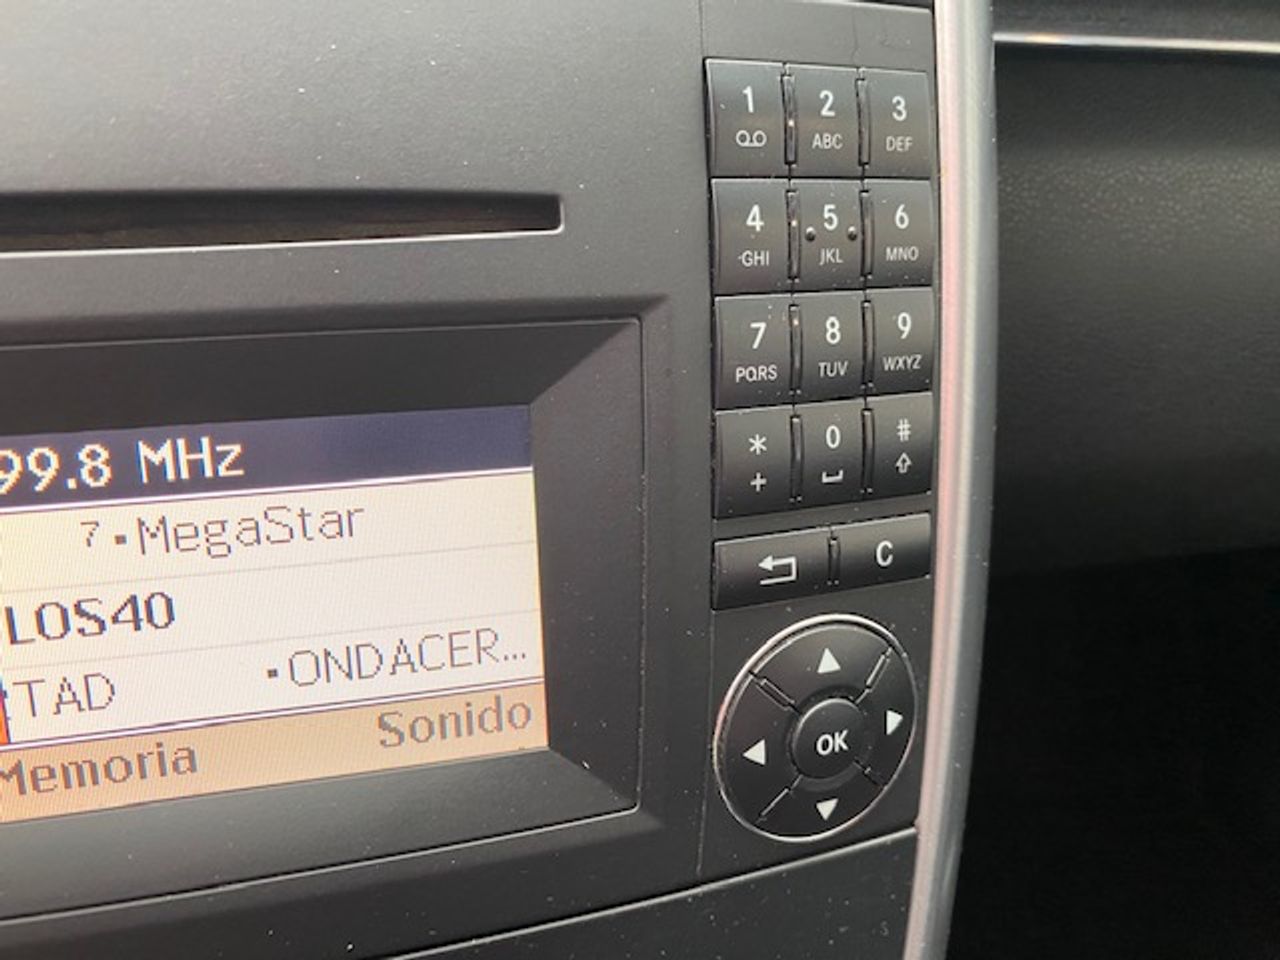 1 2 ABC 3 DEF
4 GHI 5 JKL 6 MNO
7 PQRS 8 TUV 9 WXYZ
* + 0 #
C
OK
99.8 MHz
7 MegaStar
LOS40
TAD ONDACER...
Memoria Sonido